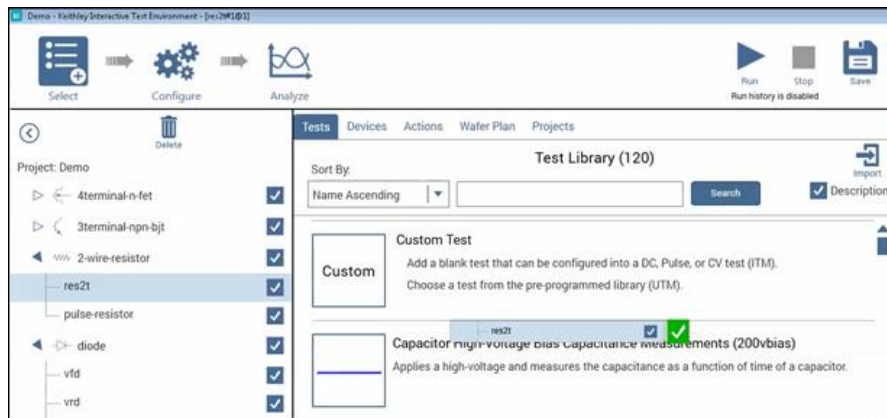 Demo - Keithley Interactive Test Environment - [res2t#1@1]
Select
Configure
Analyze
Run
Stop
Save
Run history is disabled
Delete
Project: Demo
4terminal-n-fet
3terminal-npn-bjt
2-wire-resistor
res2t
pulse-resistor
diode
vfd
vrd
Tests Devices Actions Wafer Plan Projects
Test Library (120)
Import
Sort By:
Name Ascending
Search
Description
Custom
Custom Test
Add a blank test that can be configured into a DC, Pulse, or CV test (ITM).
Choose a test from the pre-programmed library (UTM).
res2t
Capacitor High-Voltage Bias Capacitance Measurements (200vbias)
Applies a high-voltage and measures the capacitance as a function of time of a capacitor.